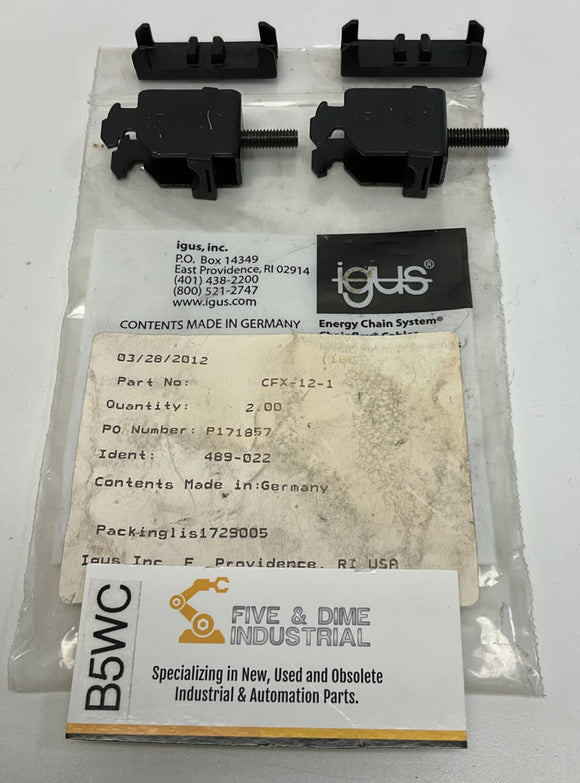 igus, inc.
P.O. Box 14349
East Providence, RI 02914
(401) 438-2200
(800) 521-2747
www.igus.com
CONTENTS MADE IN GERMANY
igus®
Energy Chain System®
03/28/2012
Part No: CFX-12-1
Quantity: 2.00
PO Number: P171857
Ident: 489-022
Contents Made in:Germany
Packinglis1729005
Igus Inc. E. Providence, RI USA
B5WC
FIVE & DIME
INDUSTRIAL
Specializing in New, Used and Obsolete
Industrial & Automation Parts.